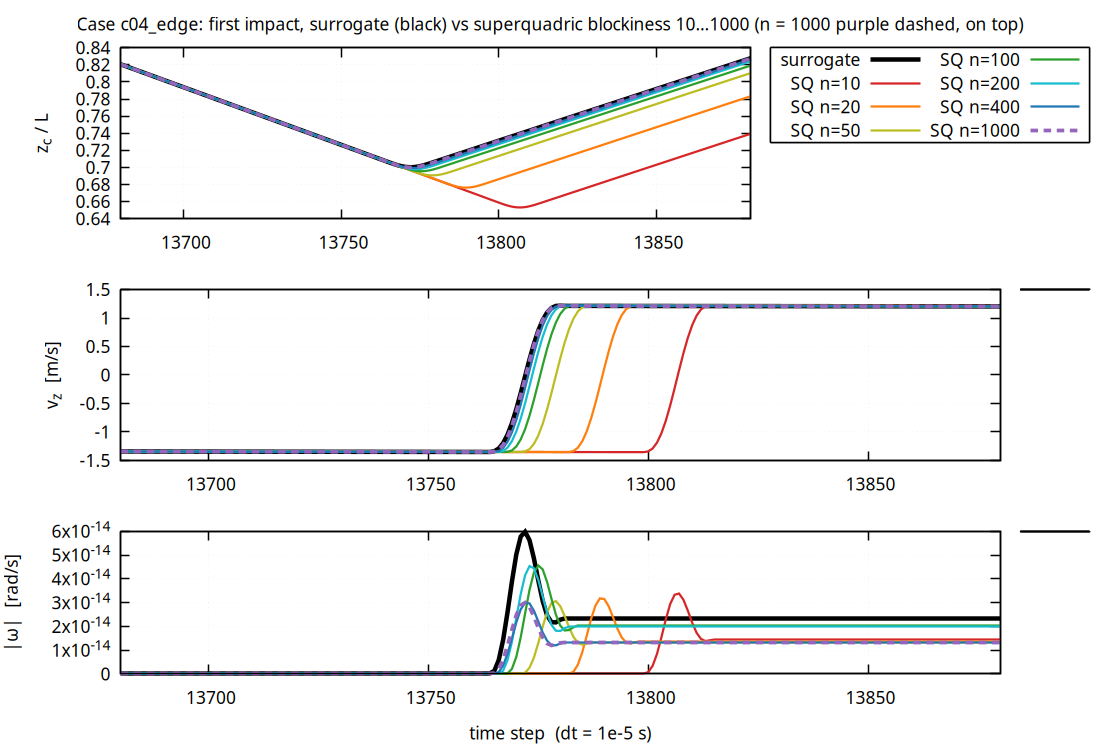 Case c04_edge: first impact, surrogate (black) vs superquadric blockiness 10...1000 (n = 1000 purple dashed, on top)
0.84
0.82
0.8
0.78
0.76
0.74
0.72
0.7
0.68
0.66
0.64
z_c / L
13700 13750 13800 13850
surrogate SQ n=100
SQ n=10 SQ n=200
SQ n=20 SQ n=400
SQ n=50 SQ n=1000
1.5
1
0.5
0
-0.5
-1
-1.5
v_z [m/s]
13700 13750 13800 13850
6x10^-14
5x10^-14
4x10^-14
3x10^-14
2x10^-14
1x10^-14
0
|ω| [rad/s]
13700 13750 13800 13850
time step (dt = 1e-5 s)